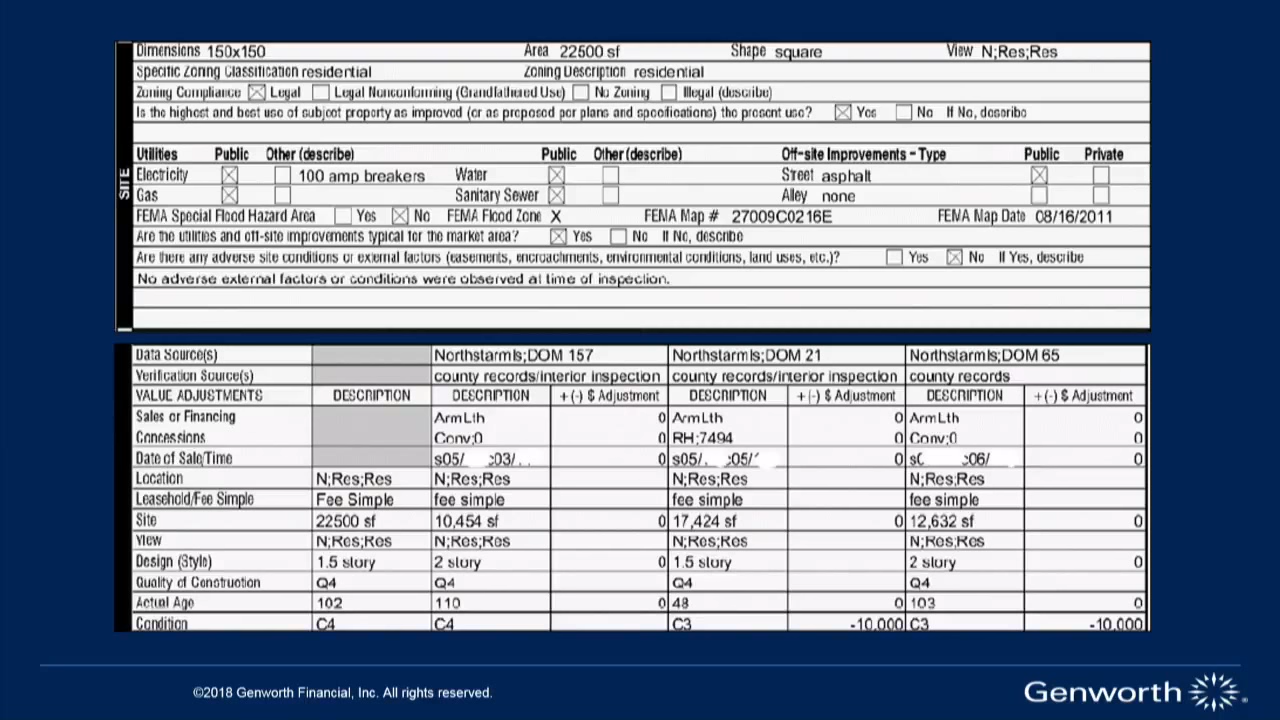 Dimensions 150x150 Area 22500 sf Shape square View N;Res;Res
Specific Zoning Classification residential Zoning Description residential
Zoning Compliance Legal Legal Nonconforming (Grandfathered Use) No Zoning Illegal (describe)
Is the highest and best use of subject property as improved (or as proposed per plans and specifications) the present use? Yes No If No, describe
Utilities Public Other (describe) Public Other (describe) Off-site Improvements - Type Public Private
Electricity 100 amp breakers Water Street asphalt
Gas Sanitary Sewer Alley none
SITE
FEMA Special Flood Hazard Area Yes No FEMA Flood Zone X FEMA Map # 27009C0216E FEMA Map Date 08/16/2011
Are the utilities and off-site improvements typical for the market area? Yes No If No, describe
Are there any adverse site conditions or external factors (easements, encroachments, environmental conditions, land uses, etc.)? Yes No If Yes, describe
No adverse external factors or conditions were observed at time of inspection.
Data Source(s) Northstarmls;DOM 157 Northstarmls;DOM 21 Northstarmls;DOM 65
Verification Source(s) county records/interior inspection county records/interior inspection county records
VALUE ADJUSTMENTS DESCRIPTION DESCRIPTION +(-) $ Adjustment DESCRIPTION +(-) $ Adjustment DESCRIPTION +(-) $ Adjustment
Sales or Financing ArmLth 0 ArmLth 0 ArmLth 0
Concessions Conv;0 0 RH;7494 0 Conv;0 0
Date of Sale/Time s05/ c03/ 0 s05/ c05/ 0 c06/ 0
Location N;Res;Res N;Res;Res N;Res;Res N;Res;Res
Leasehold/Fee Simple Fee Simple fee simple fee simple fee simple
Site 22500 sf 10,454 sf 0 17,424 sf 0 12,632 sf 0
View N;Res;Res N;Res;Res N;Res;Res N;Res;Res
Design (Style) 1.5 story 2 story 0 1.5 story 2 story 0
Quality of Construction Q4 Q4 Q4 Q4
Actual Age 102 110 0 48 0 103 0
Condition C4 C4 C3 -10,000 C3 -10,000
©2018 Genworth Financial, Inc. All rights reserved.
Genworth